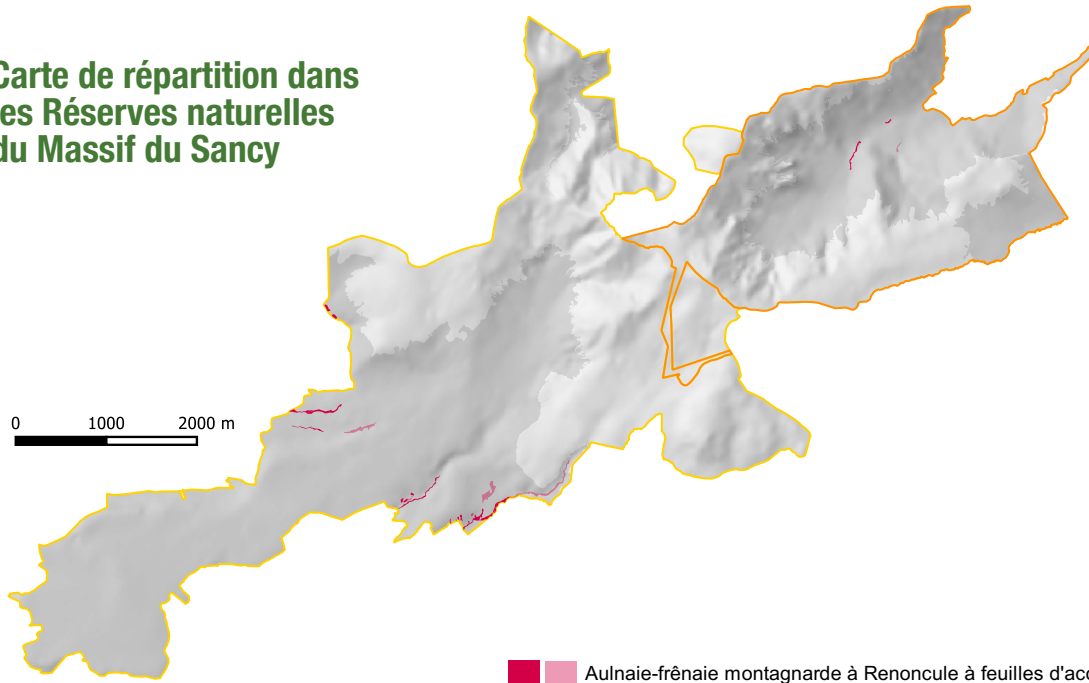 Carte de répartition dans
les Réserves naturelles
du Massif du Sancy
0 1000 2000 m
Aulnaie-frênaie montagnarde à Renoncule à feuilles d'aco